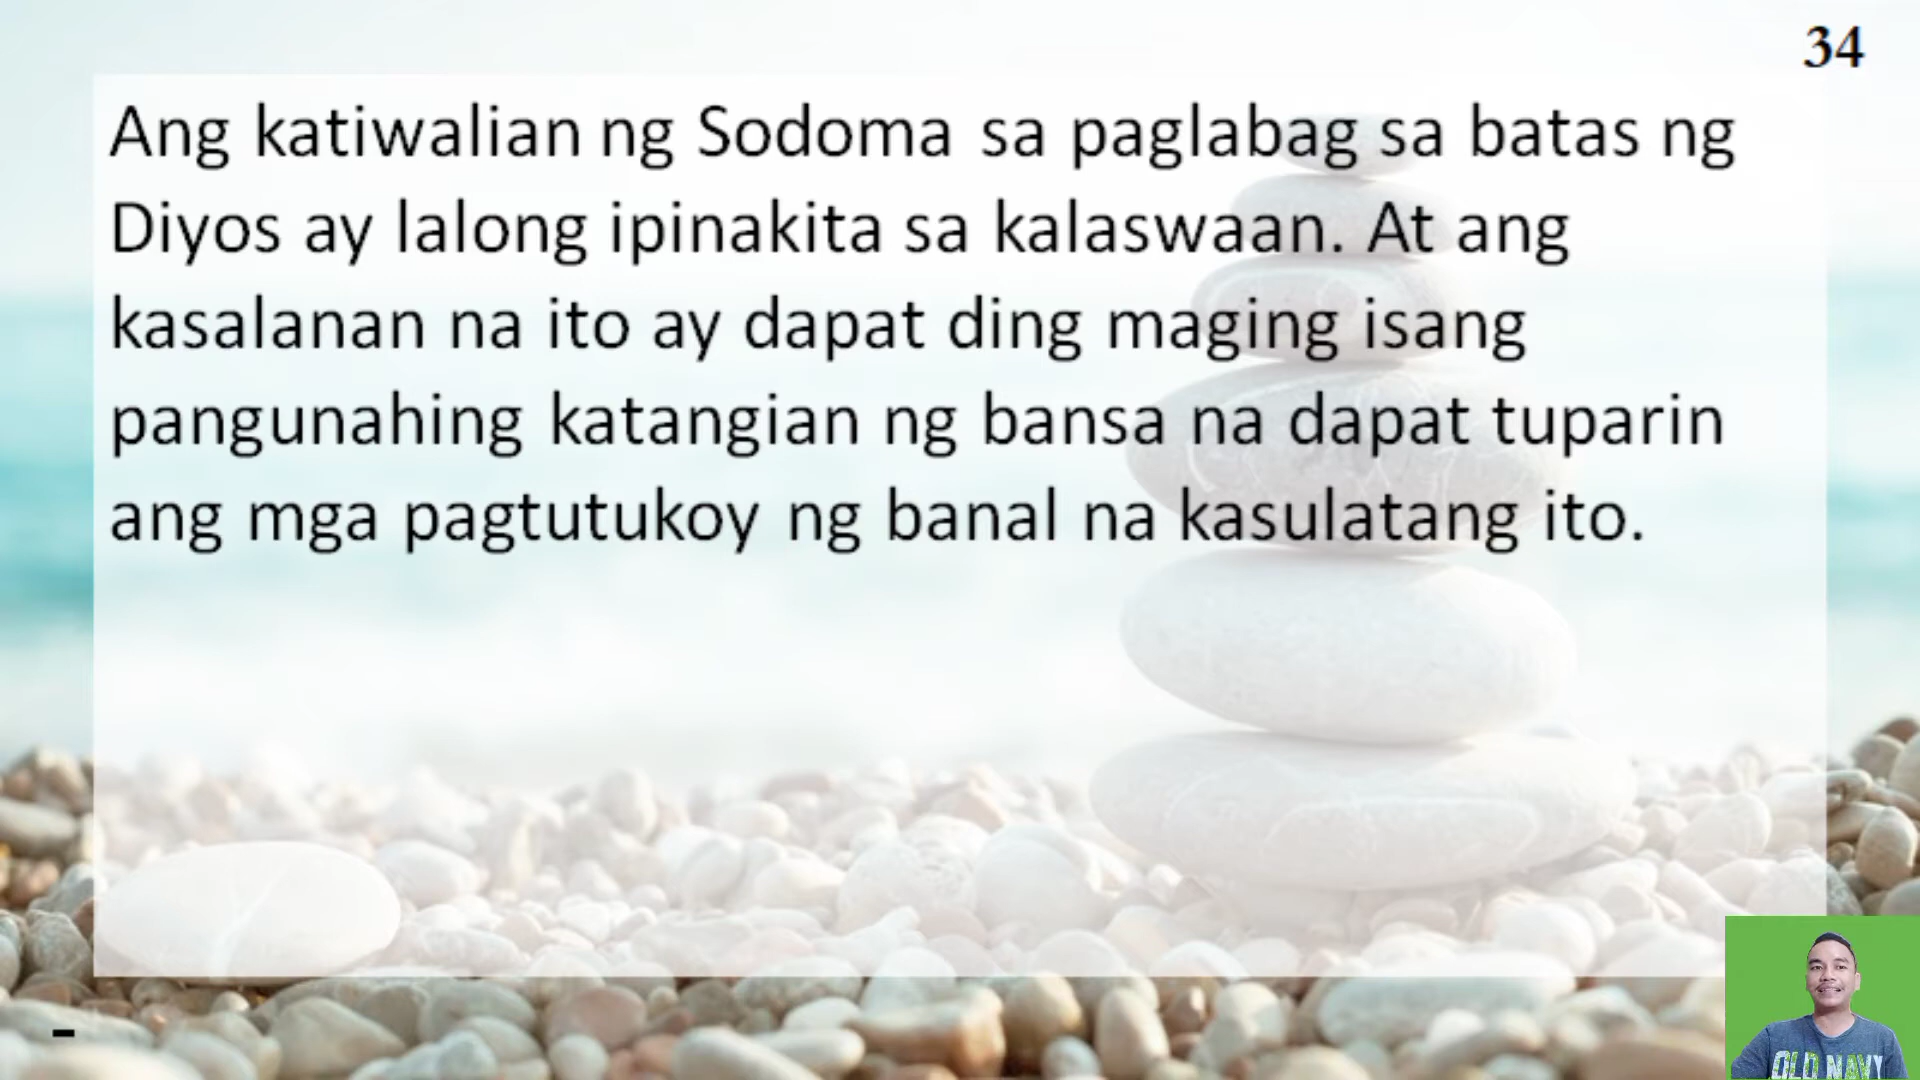 34
Ang katiwalian ng Sodoma sa paglabag sa batas ng
Diyos ay lalong ipinakita sa kalaswaan. At ang
kasalanan na ito ay dapat ding maging isang
pangunahing katangian ng bansa na dapat tuparin
ang mga pagtutukoy ng banal na kasulatang ito.
-
OLD NAVY